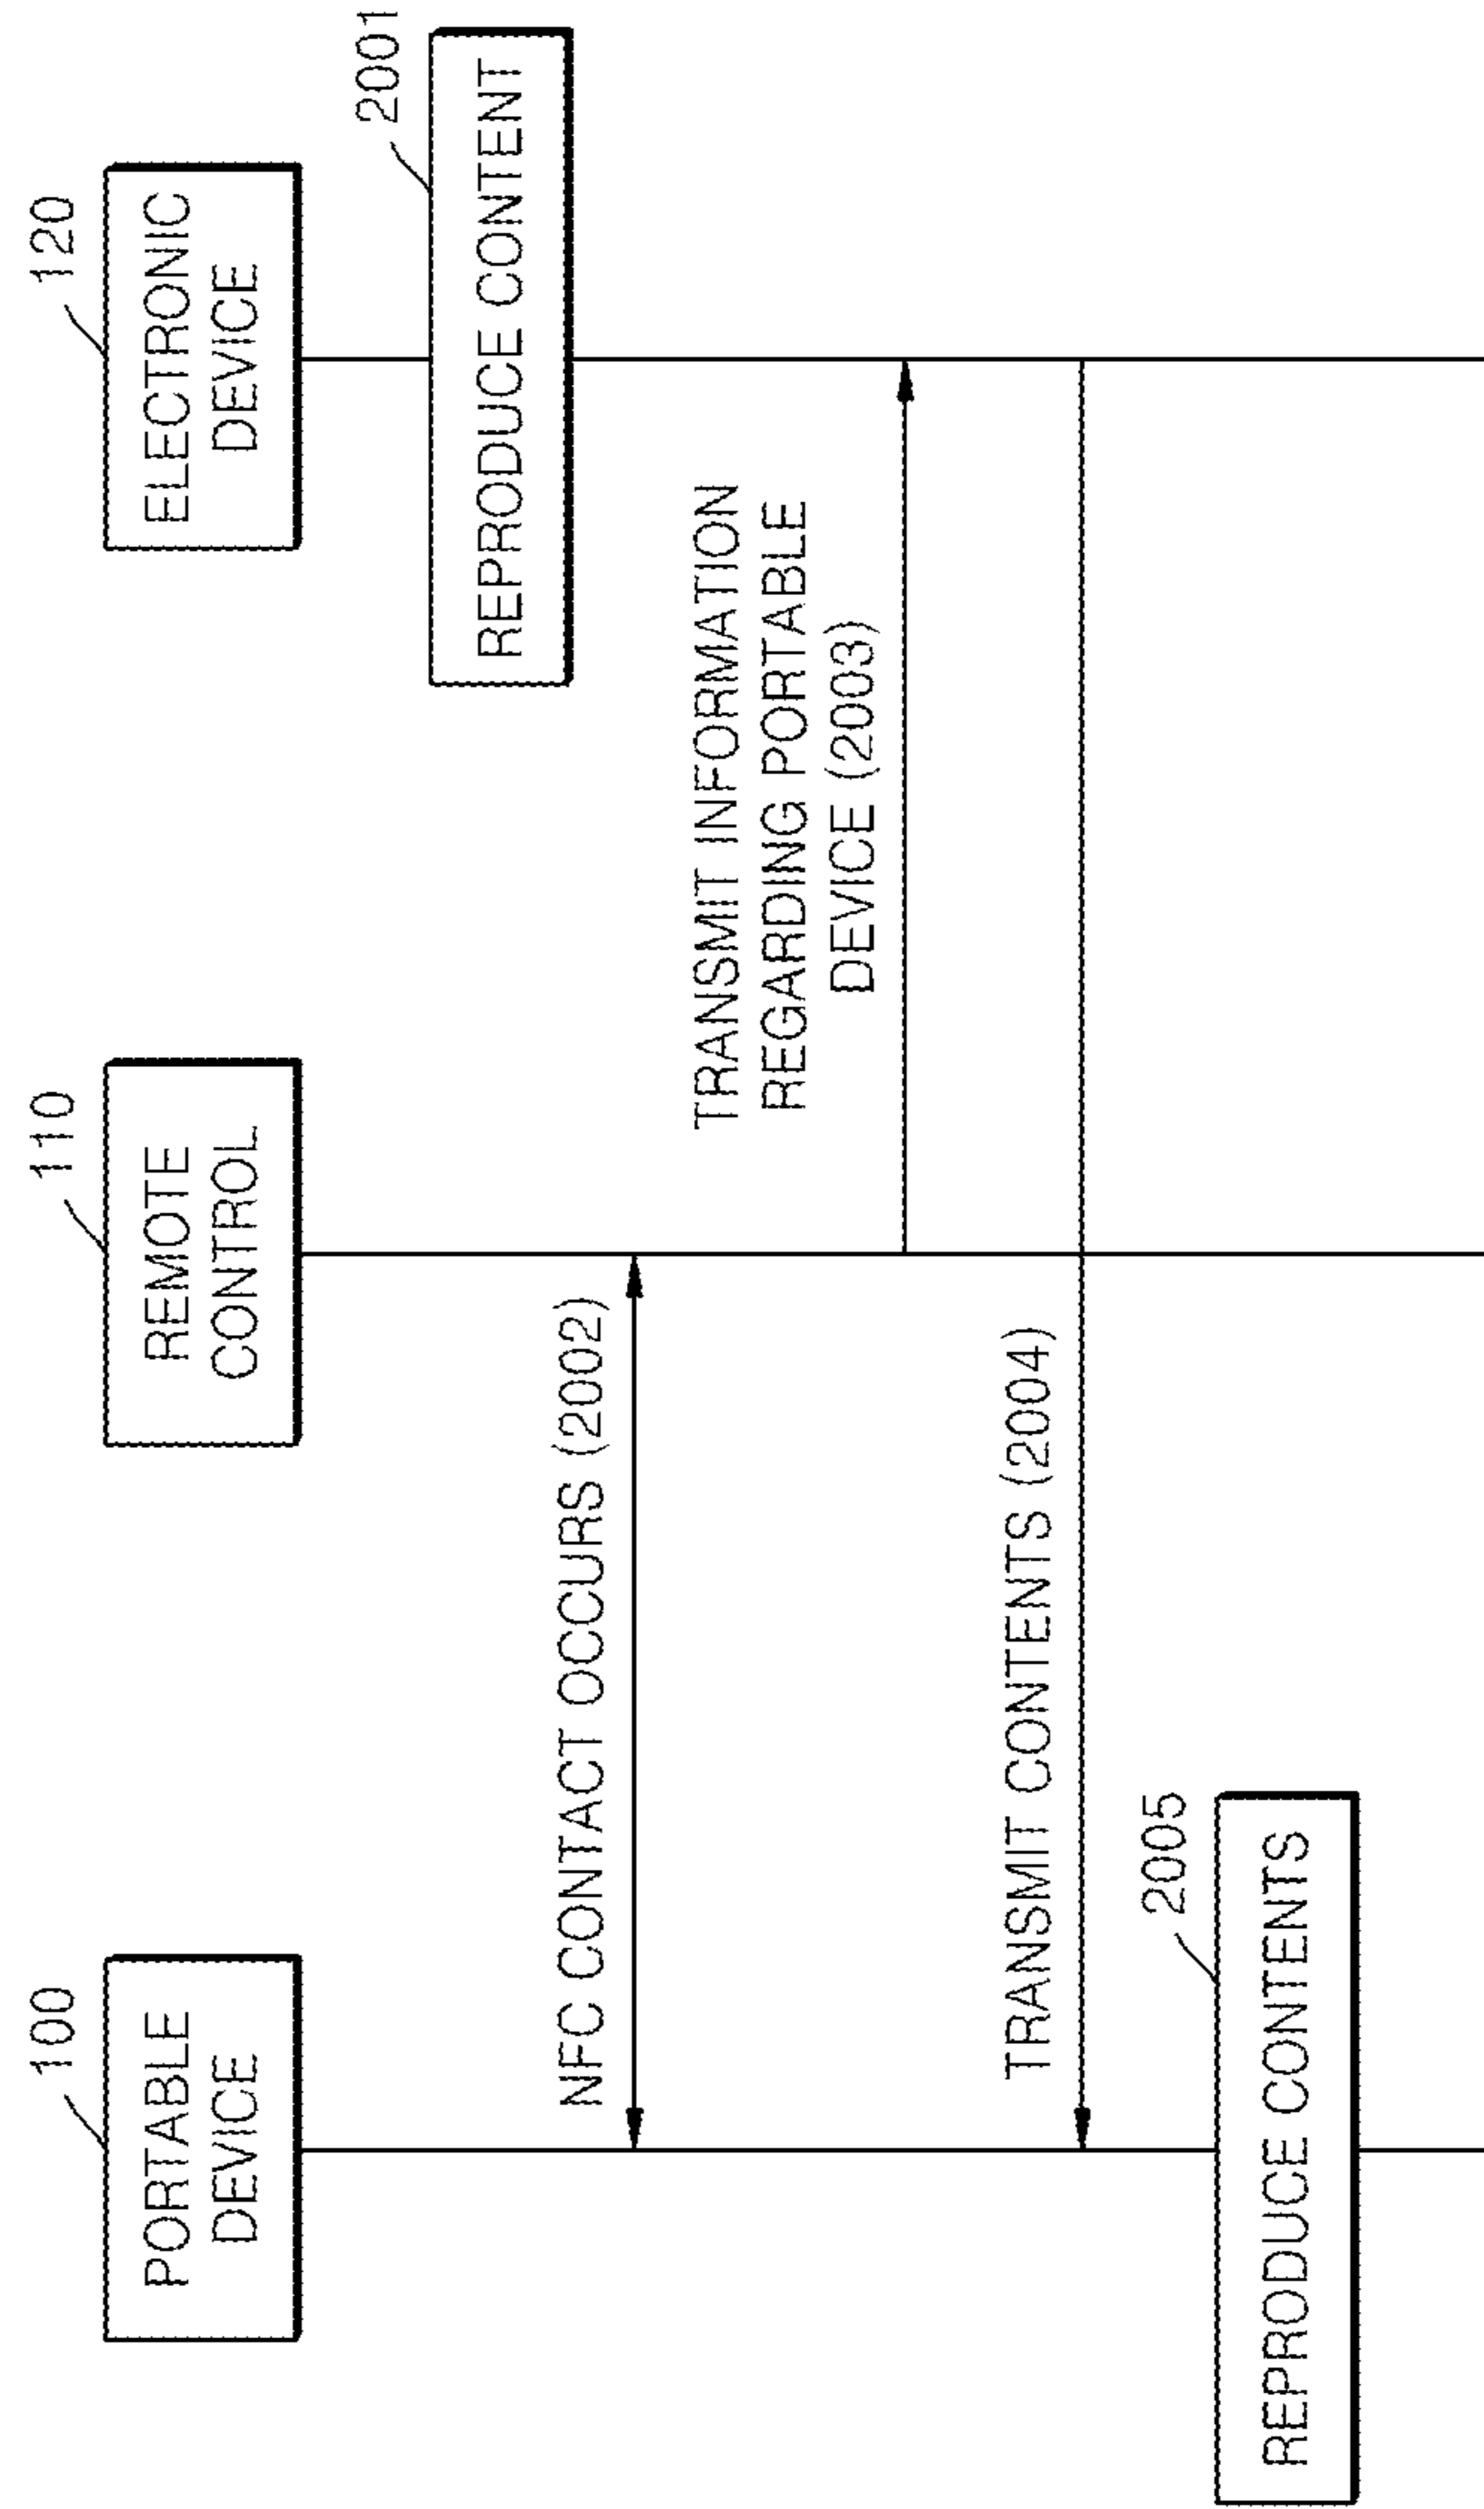 100
110
120
PORTABLE
DEVICE
REMOTE
CONTROL
ELECTRONIC
DEVICE
2001
REPRODUCE CONTENT
NFC CONTACT OCCURS (2002)
TRANSMIT INFORMATION
REGARDING PORTABLE
DEVICE (2003)
TRANSMIT CONTENTS (2004)
2005
REPRODUCE CONTENTS